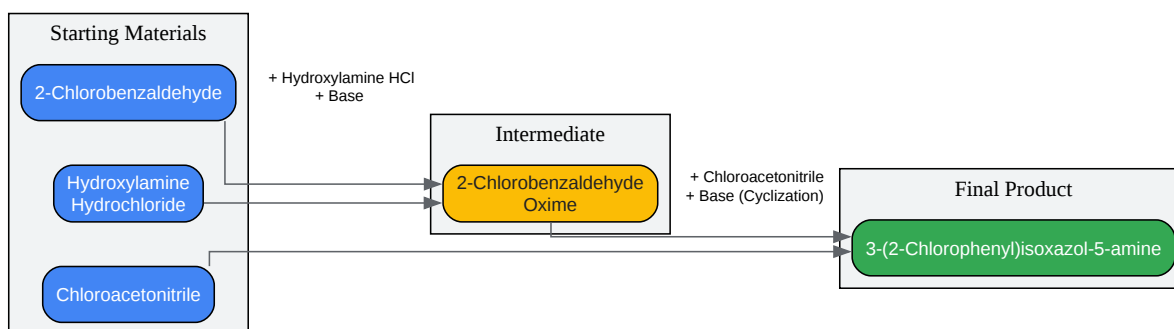 Starting Materials
2-Chlorobenzaldehyde
+ Hydroxylamine HCl
+ Base
Hydroxylamine
Hydrochloride
Chloroacetonitrile
Intermediate
2-Chlorobenzaldehyde
Oxime
+ Chloroacetonitrile
+ Base (Cyclization)
Final Product
3-(2-Chlorophenyl)isoxazol-5-amine